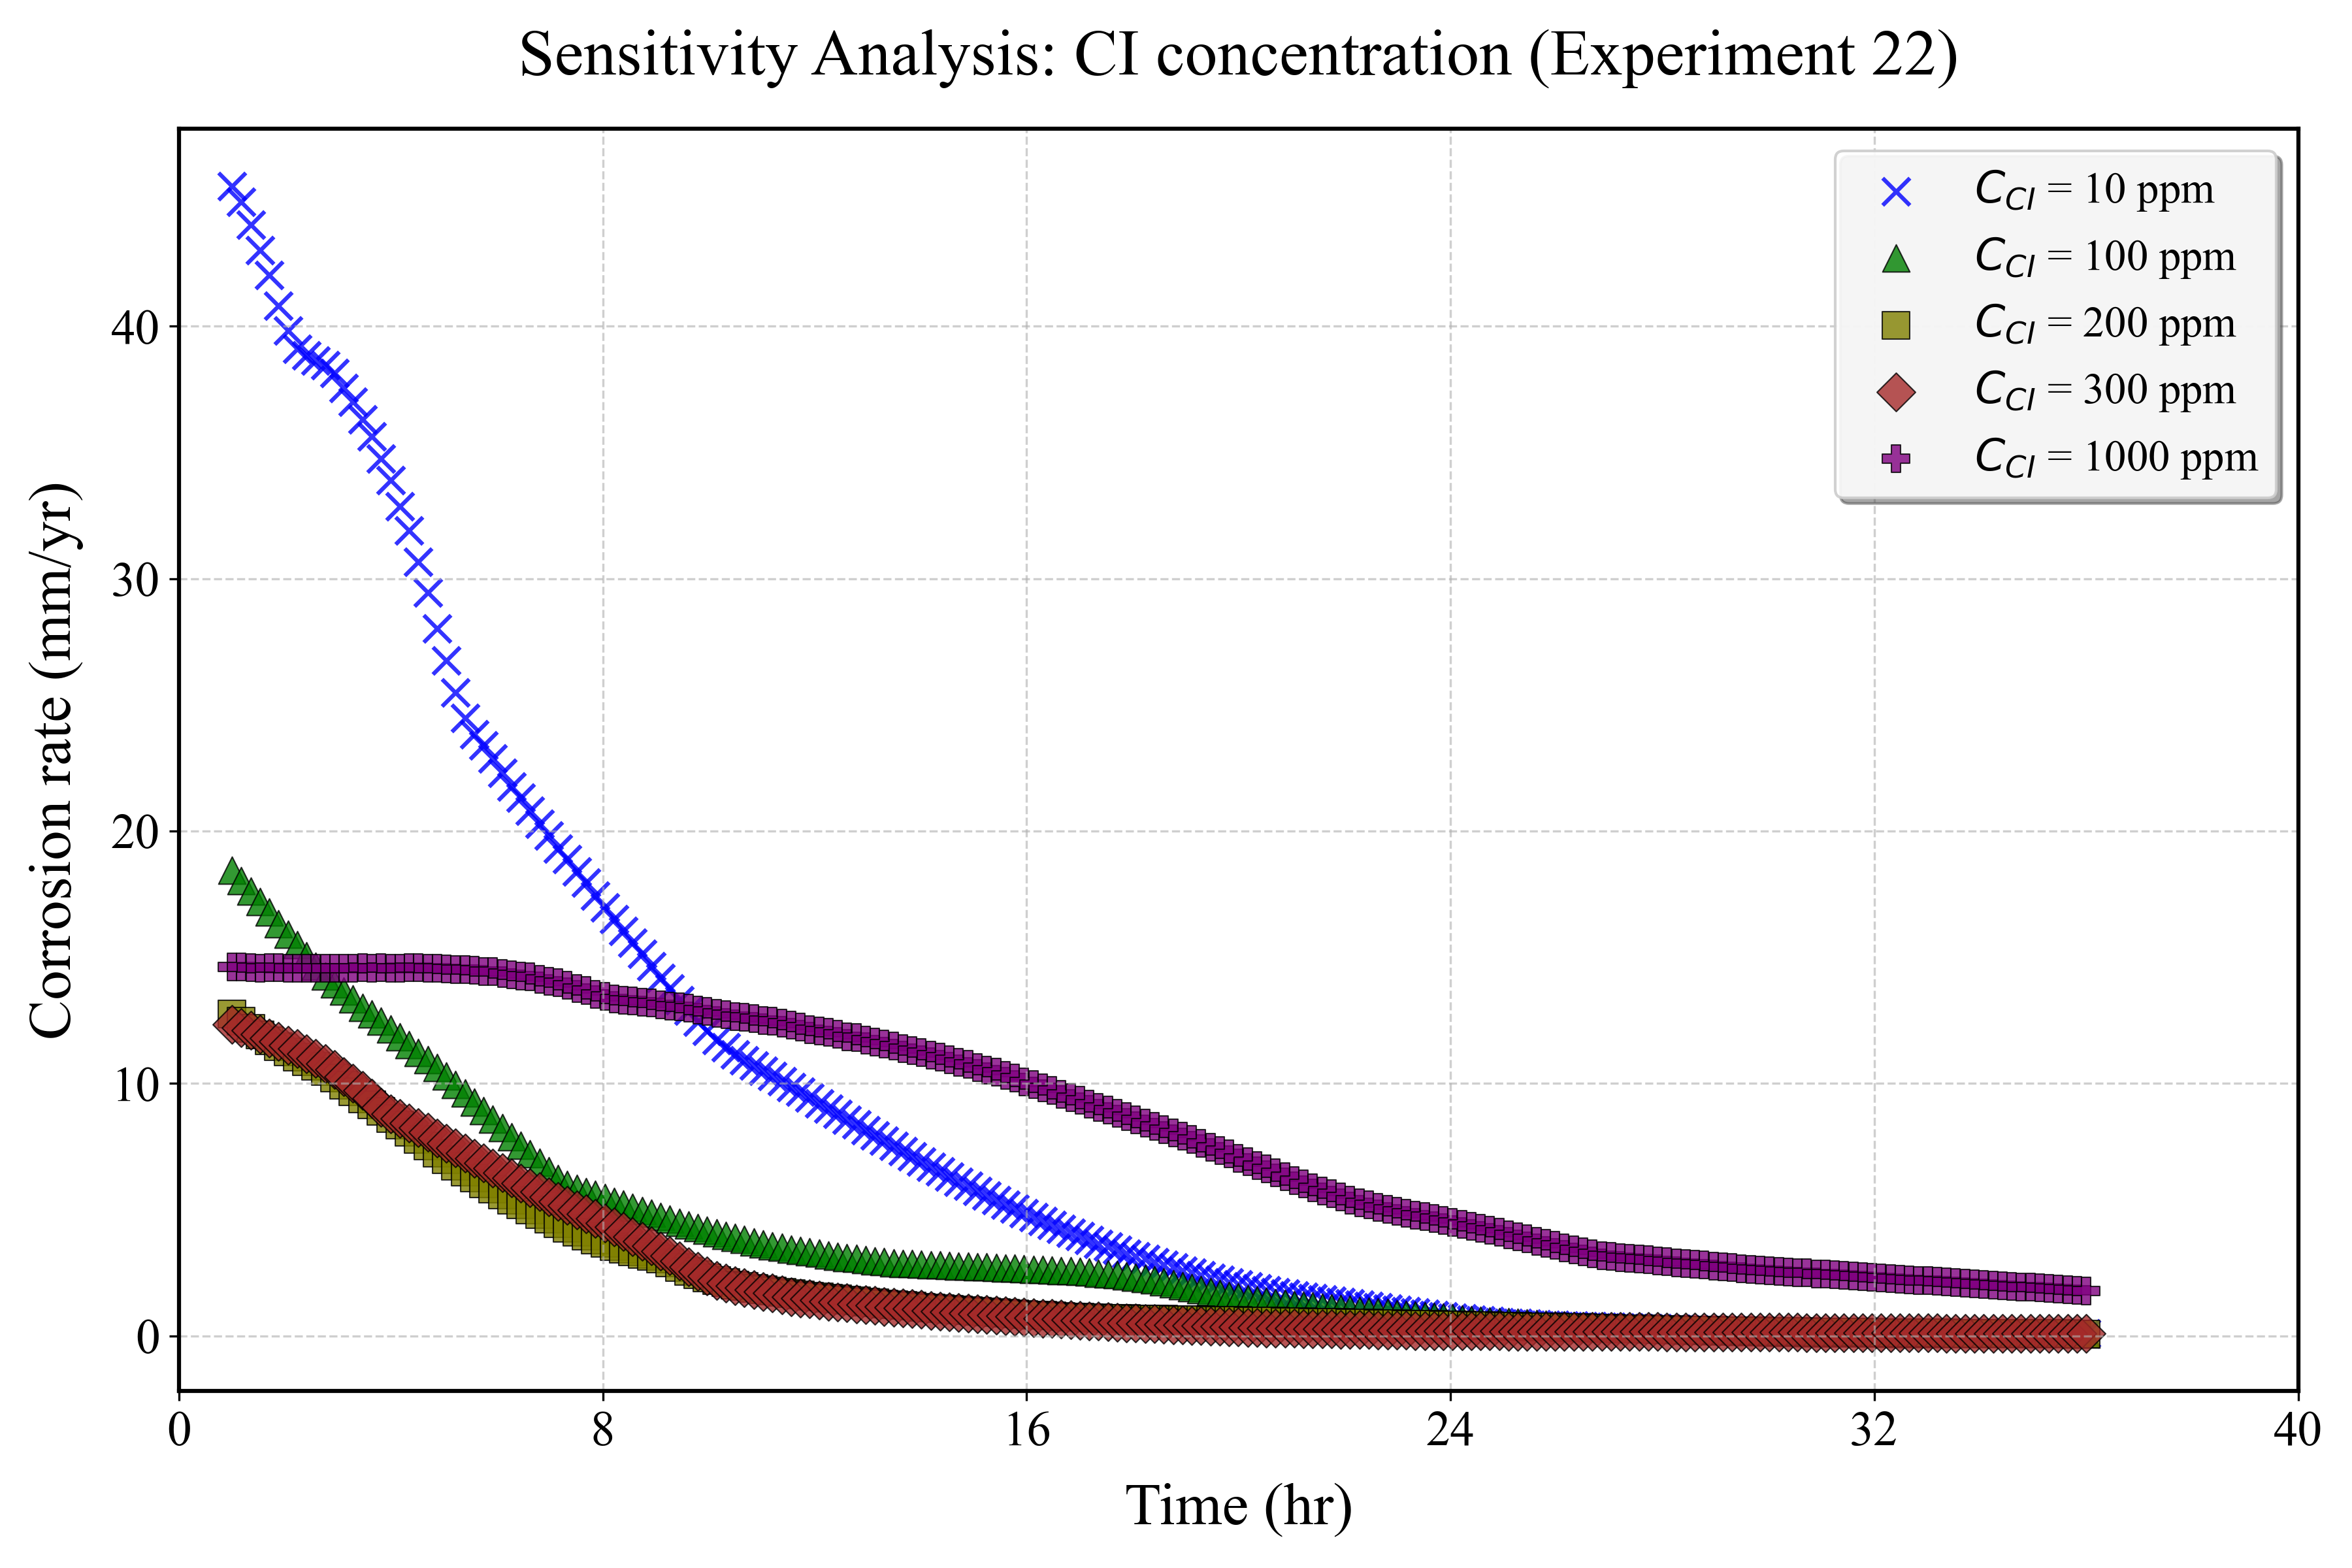 Sensitivity Analysis: CI concentration (Experiment 22)
Corrosion rate (mm/yr)
40
30
20
10
0
C_CI = 10 ppm
C_CI = 100 ppm
C_CI = 200 ppm
C_CI = 300 ppm
C_CI = 1000 ppm
0 8 16 24 32 40
Time (hr)